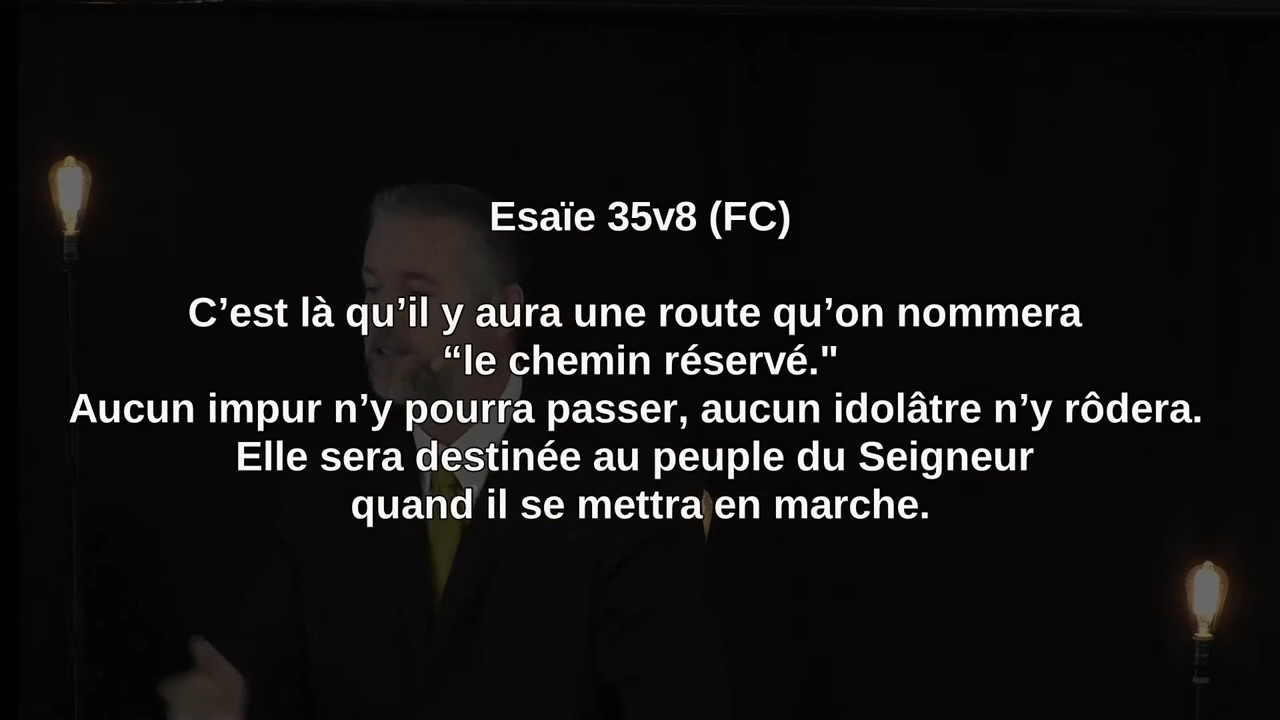 Esaïe 35v8 (FC)
C’est là qu’il y aura une route qu’on nommera
“le chemin réservé."
Aucun impur n’y pourra passer, aucun idolâtre n’y rôdera.
Elle sera destinée au peuple du Seigneur
quand il se mettra en marche.